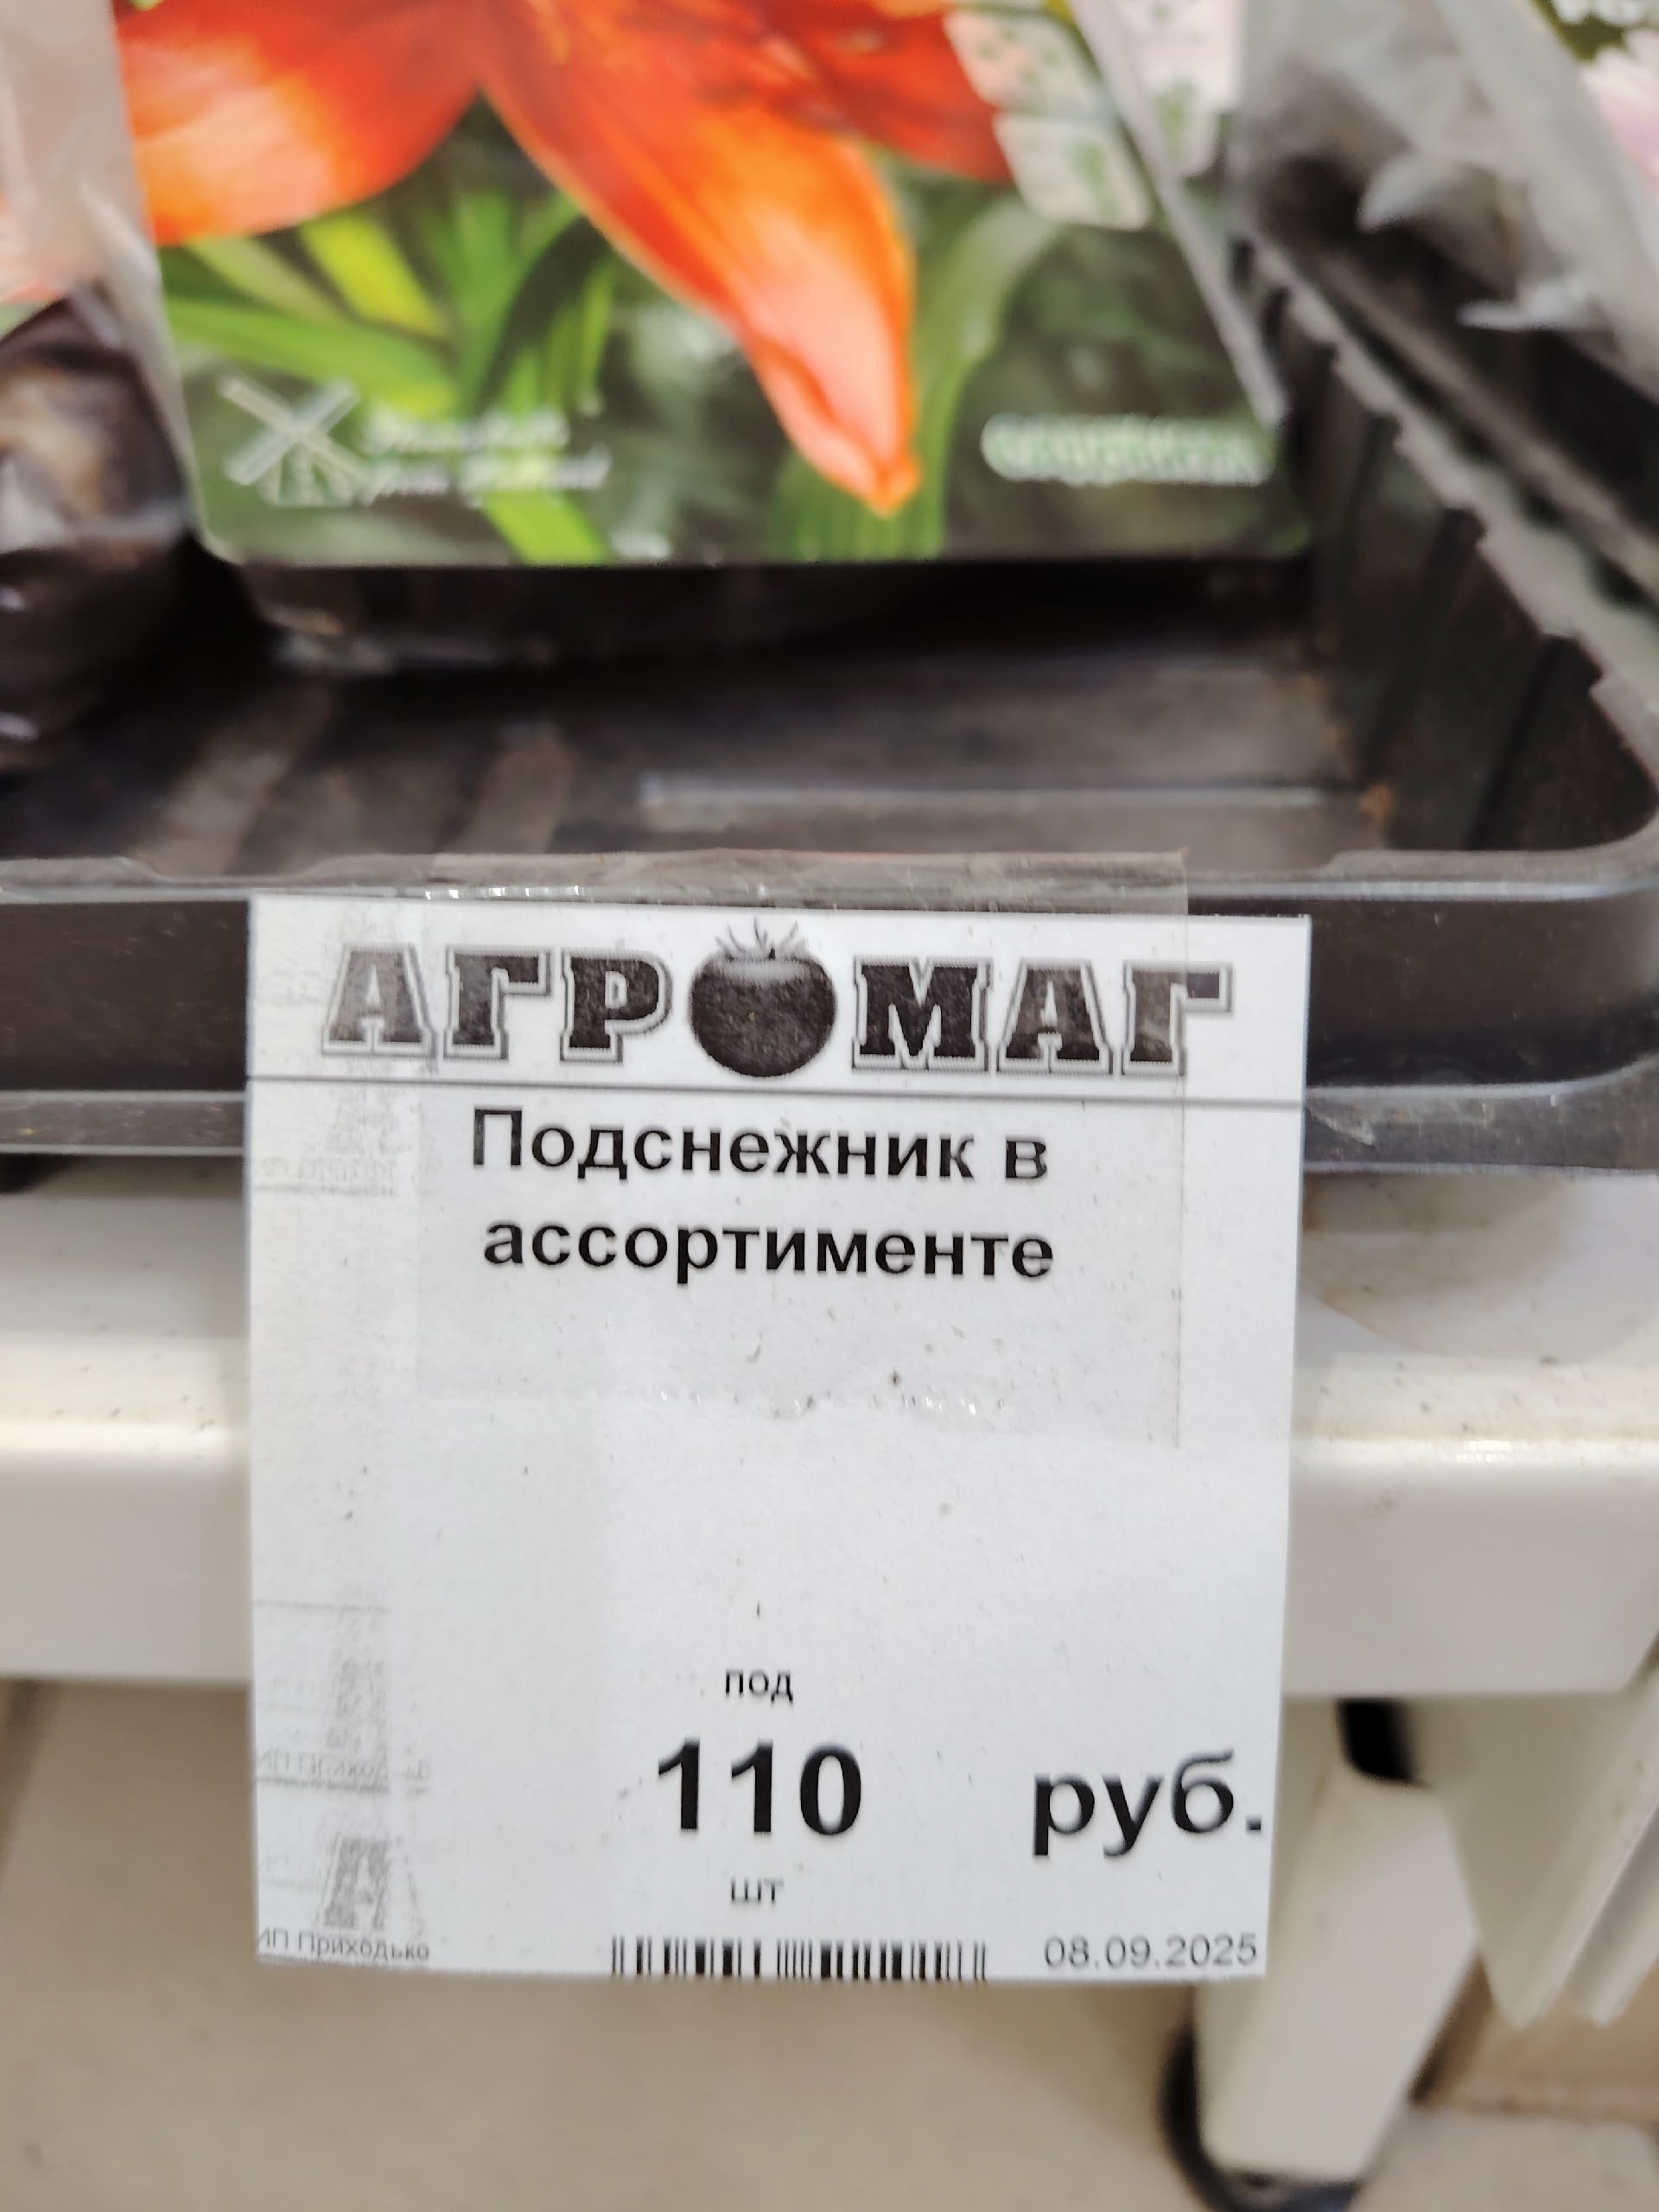 АГРОМАГ
Подснежник в
ассортименте
под
110 руб.
шт
ИП Приходько
08.09.2025